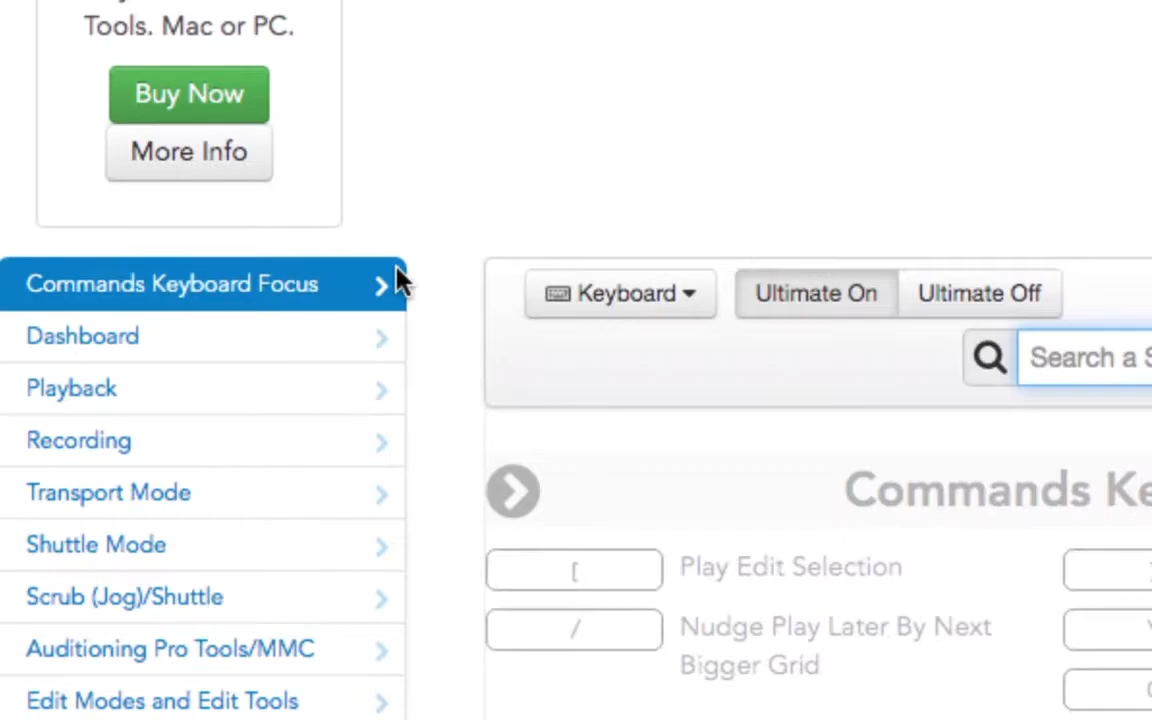 Tools. Mac or PC.
Buy Now
More Info
Commands Keyboard Focus
Dashboard
Playback
Recording
Transport Mode
Shuttle Mode
Scrub (Jog)/Shuttle
Auditioning Pro Tools/MMC
Edit Modes and Edit Tools
Keyboard
Ultimate On
Ultimate Off
Search a
Commands
[
Play Edit Selection
/
Nudge Play Later By Next
Bigger Grid